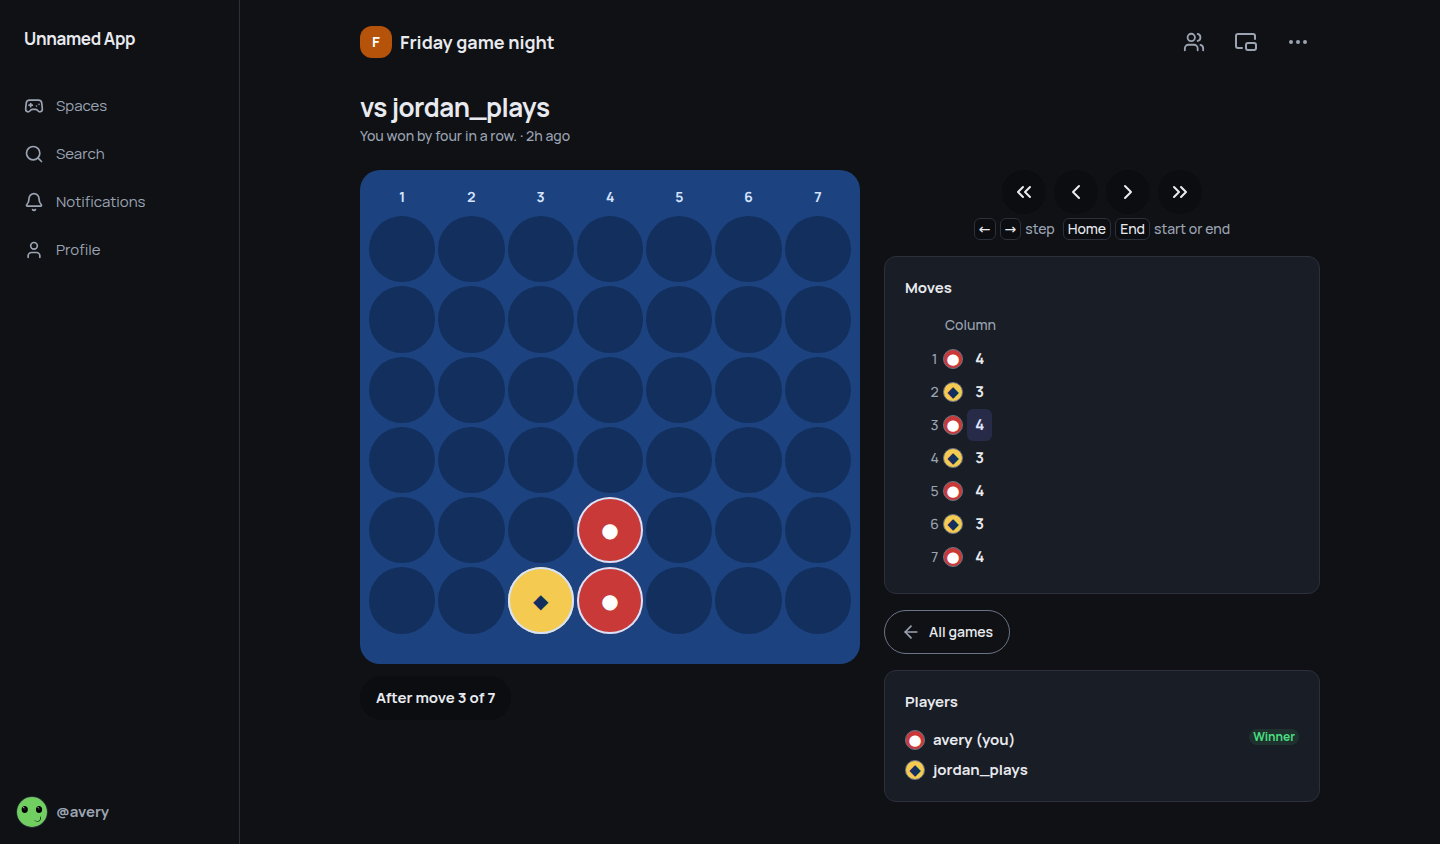 Unnamed App
Spaces
Search
Notifications
Profile
@avery
F Friday game night
vs jordan_plays
You won by four in a row. · 2h ago
1 2 3 4 5 6 7
After move 3 of 7
← → step Home End start or end
Moves
Column
1 4
2 3
3 4
4 3
5 4
6 3
7 4
All games
Players
avery (you) Winner
jordan_plays